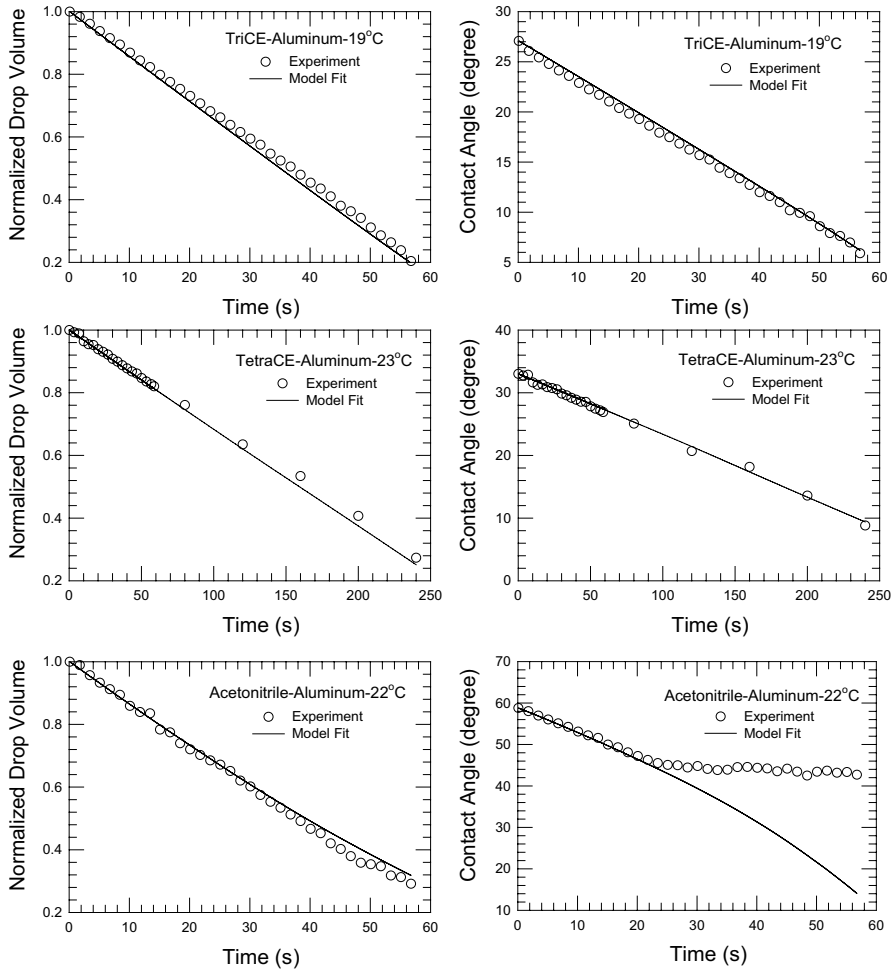 Normalized Drop Volume
1.0
0.8
0.6
0.4
0.2
0 10 20 30 40 50 60
Time (s)
TriCE-Aluminum-19°C
Experiment
Model Fit
Contact Angle (degree)
30
25
20
15
10
5
0 10 20 30 40 50 60
Time (s)
TriCE-Aluminum-19°C
Experiment
Model Fit
Normalized Drop Volume
1.0
0.8
0.6
0.4
0.2
0 50 100 150 200 250
Time (s)
TetraCE-Aluminum-23°C
Experiment
Model Fit
Contact Angle (degree)
40
30
20
10
0
0 50 100 150 200 250
Time (s)
TetraCE-Aluminum-23°C
Experiment
Model Fit
Normalized Drop Volume
1.0
0.8
0.6
0.4
0.2
0 10 20 30 40 50 60
Time (s)
Acetonitrile-Aluminum-22°C
Experiment
Model Fit
Contact Angle (degree)
70
60
50
40
30
20
10
0 10 20 30 40 50 60
Time (s)
Acetonitrile-Aluminum-22°C
Experiment
Model Fit